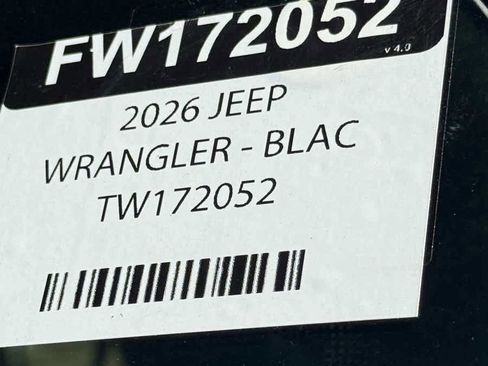 FW172052
v 4.0
2026 JEEP
WRANGLER - BLAC
TW172052